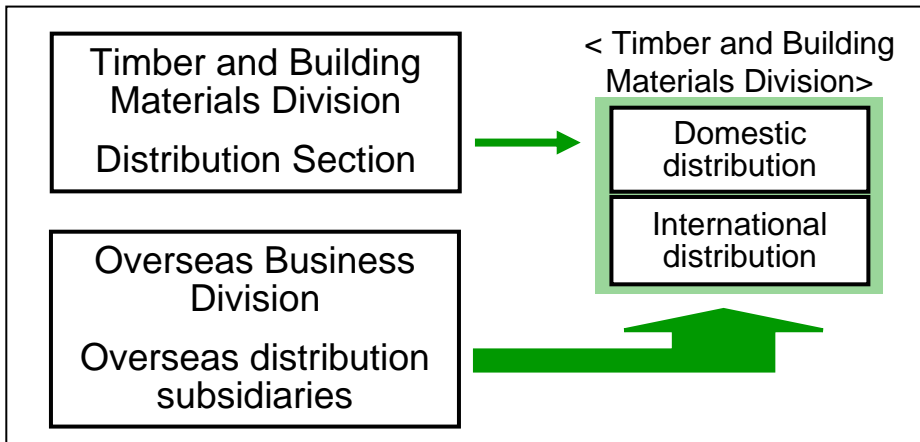 Timber and Building
Materials Division
Distribution Section
Overseas Business
Division
Overseas distribution
subsidiaries
< Timber and Building
Materials Division>
Domestic
distribution
International
distribution